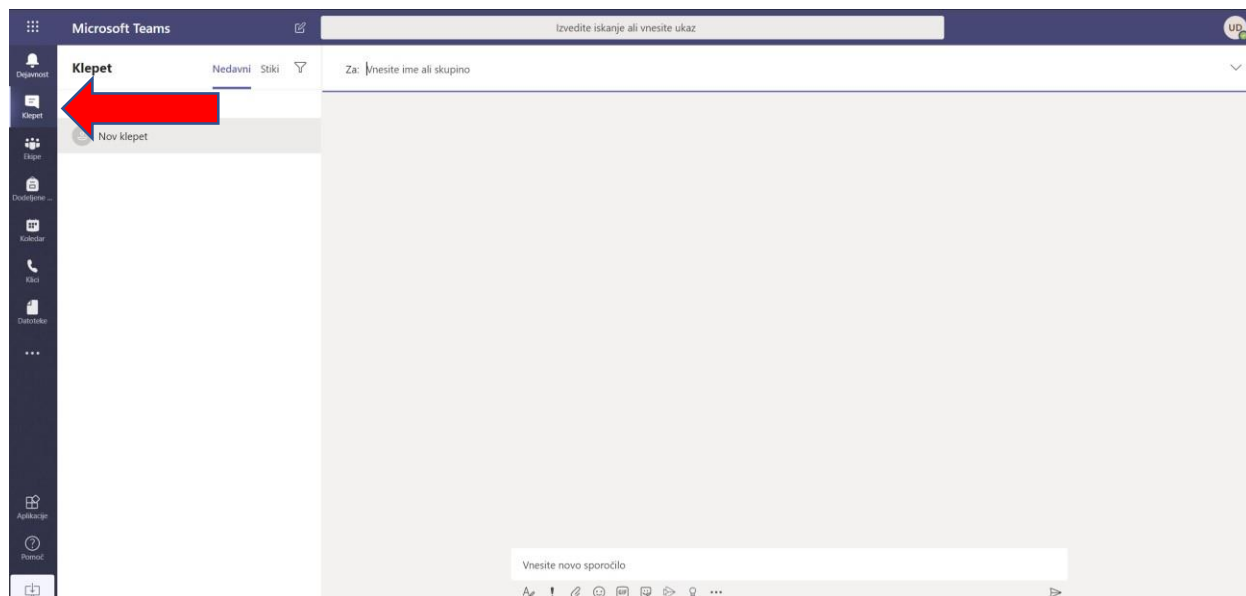 Microsoft Teams
Izvedite iskanje ali vnesite ukaz
UD
Dejavnost
Klepet
Ekipe
Dodeljene ...
Koledar
Klici
Datoteke
Aplikacije
Pomoč
Klepet
Nedavni Stiki
Nov klepet
Za: Vnesite ime ali skupino
Vnesite novo sporočilo
GIF